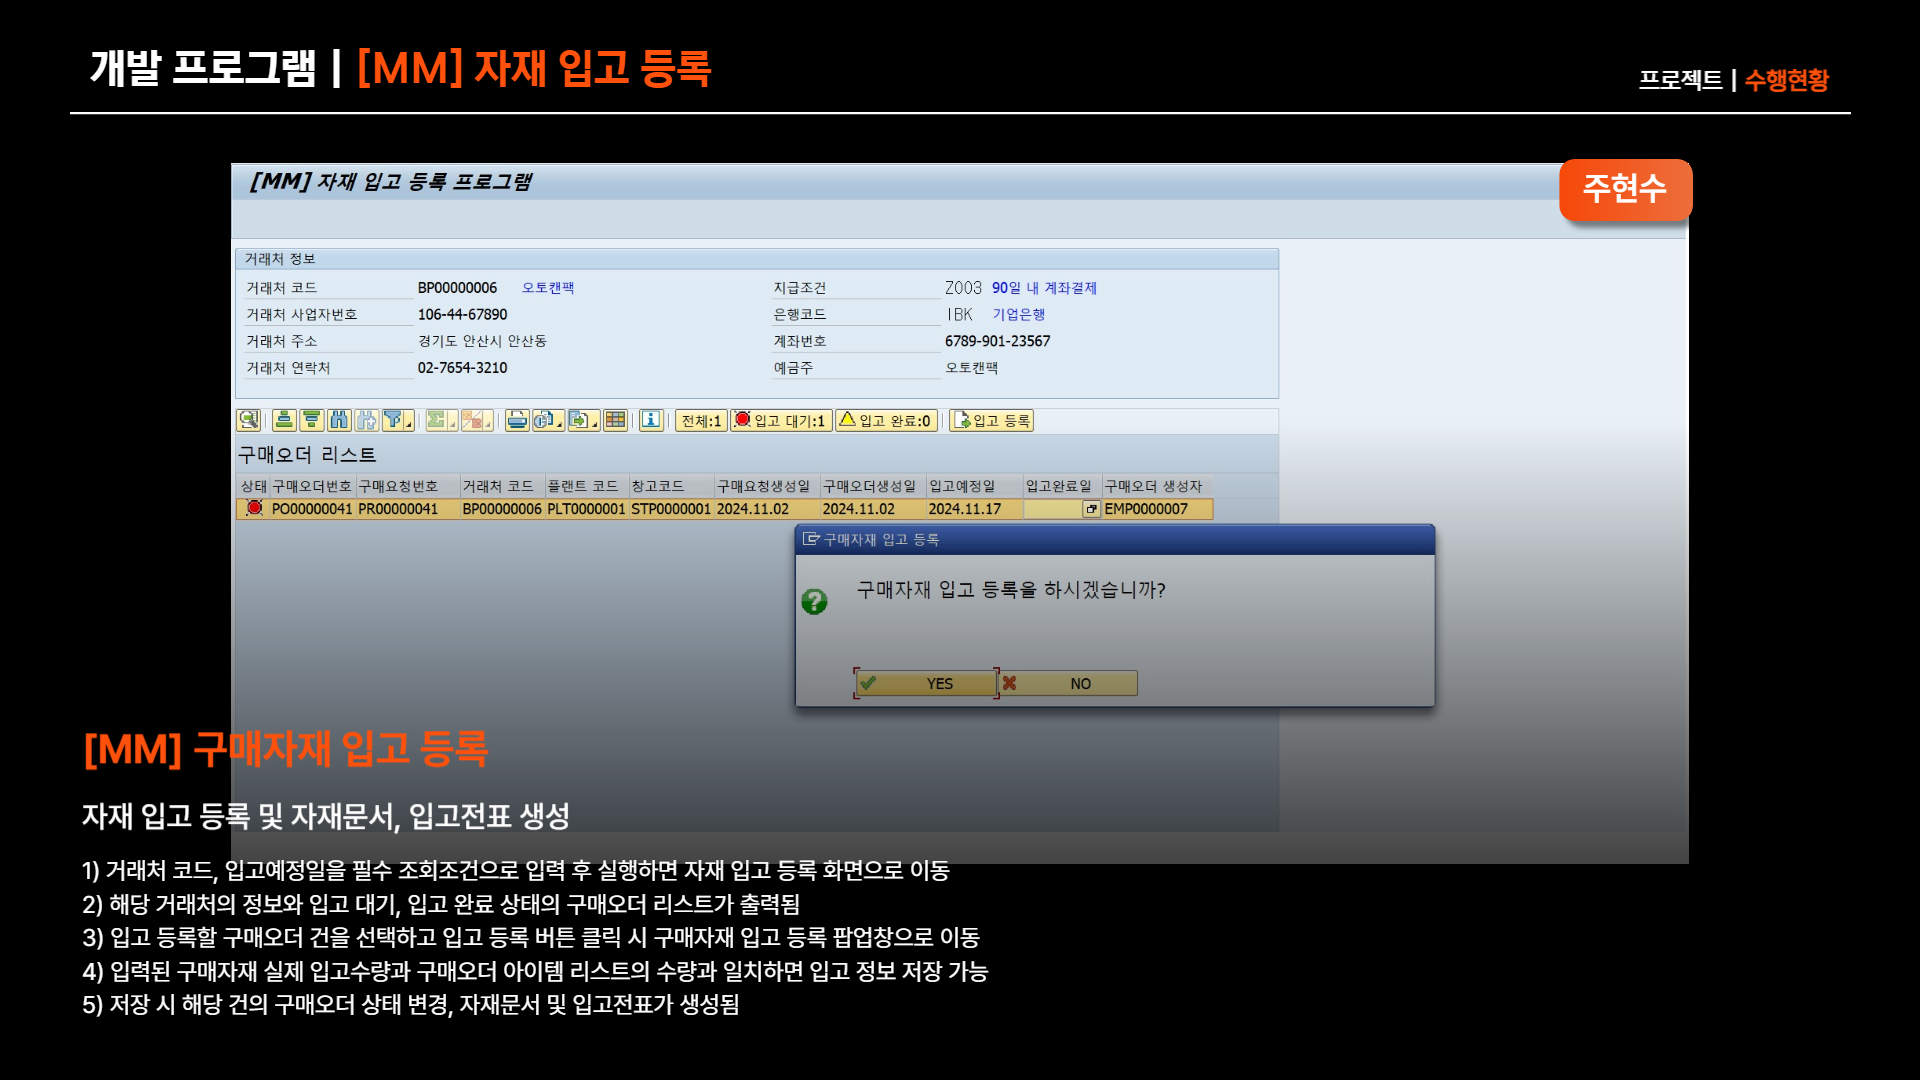 개발 프로그램 | [MM] 자재 입고 등록
프로젝트 | 수행현황
[MM] 자재 입고 등록 프로그램
주현수
거래처 정보
거래처 코드 BP00000006 오토캔팩 지급조건 Z003 90일 내 계좌결제
거래처 사업자번호 106-44-67890 은행코드 IBK 기업은행
거래처 주소 경기도 안산시 안산동 계좌번호 6789-901-23567
거래처 연락처 02-7654-3210 예금주 오토캔팩
전체:1 입고 대기:1 입고 완료:0 입고 등록
구매오더 리스트
상태 구매오더번호 구매요청번호 거래처 코드 플랜트 코드 창고코드 구매요청생성일 구매오더생성일 입고예정일 입고완료일 구매오더 생성자
PO00000041 PR00000041 BP00000006 PLT0000001 STP0000001 2024.11.02 2024.11.02 2024.11.17 EMP0000007
구매자재 입고 등록
구매자재 입고 등록을 하시겠습니까?
YES NO
[MM] 구매자재 입고 등록
자재 입고 등록 및 자재문서, 입고전표 생성
1) 거래처 코드, 입고예정일을 필수 조회조건으로 입력 후 실행하면 자재 입고 등록 화면으로 이동
2) 해당 거래처의 정보와 입고 대기, 입고 완료 상태의 구매오더 리스트가 출력됨
3) 입고 등록할 구매오더 건을 선택하고 입고 등록 버튼 클릭 시 구매자재 입고 등록 팝업창으로 이동
4) 입력된 구매자재 실제 입고수량과 구매오더 아이템 리스트의 수량과 일치하면 입고 정보 저장 가능
5) 저장 시 해당 건의 구매오더 상태 변경, 자재문서 및 입고전표가 생성됨